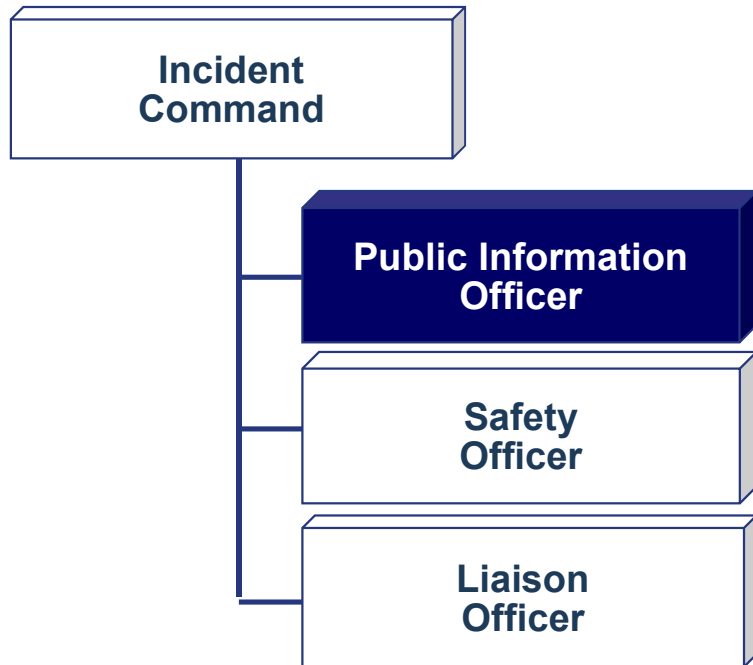 Incident
Command
Public Information
Officer
Safety
Officer
Liaison
Officer